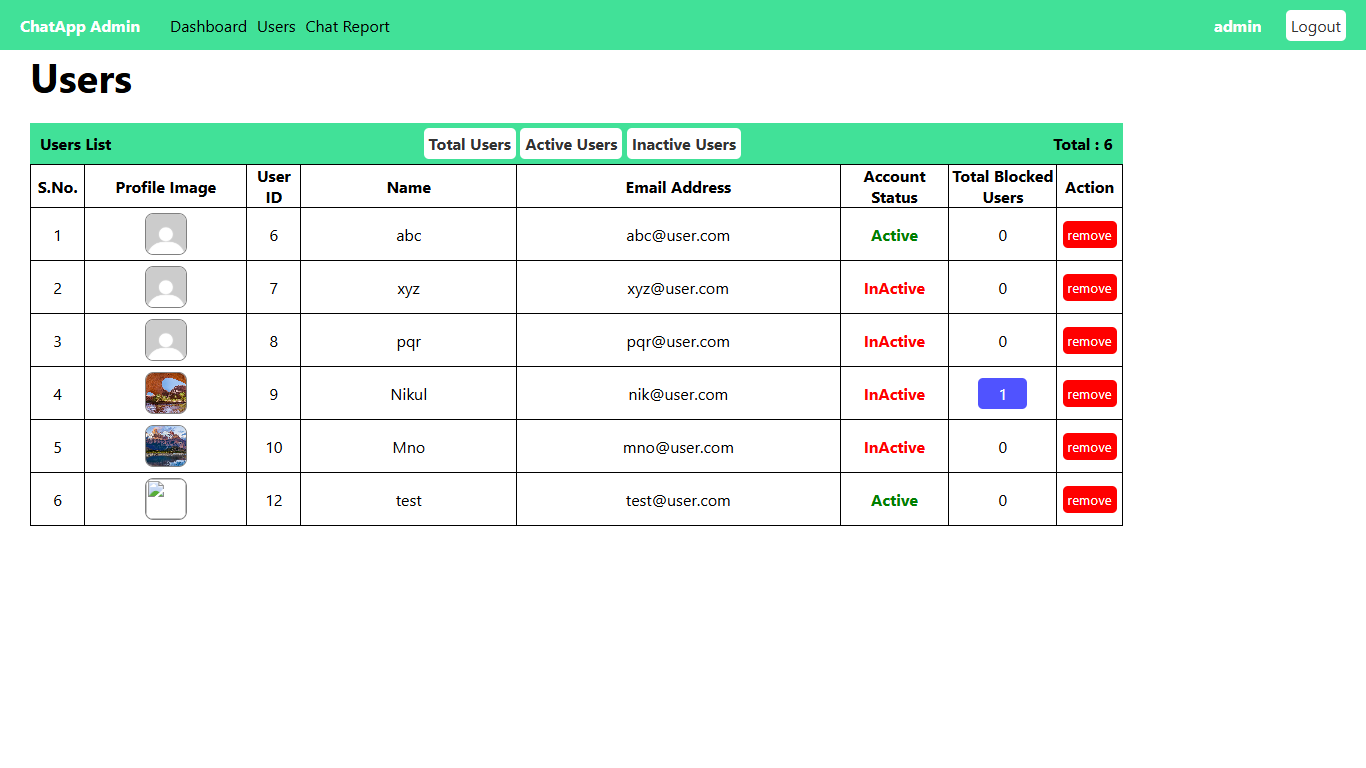 ChatApp Admin Dashboard Users Chat Report admin Logout
Users
Users List Total Users Active Users Inactive Users Total : 6
S.No. Profile Image User ID Name Email Address Account Status Total Blocked Users Action
1 6 abc abc@user.com Active 0 remove
2 7 xyz xyz@user.com InActive 0 remove
3 8 pqr pqr@user.com InActive 0 remove
4 9 Nikul nik@user.com InActive 1 remove
5 10 Mno mno@user.com InActive 0 remove
6 12 test test@user.com Active 0 remove